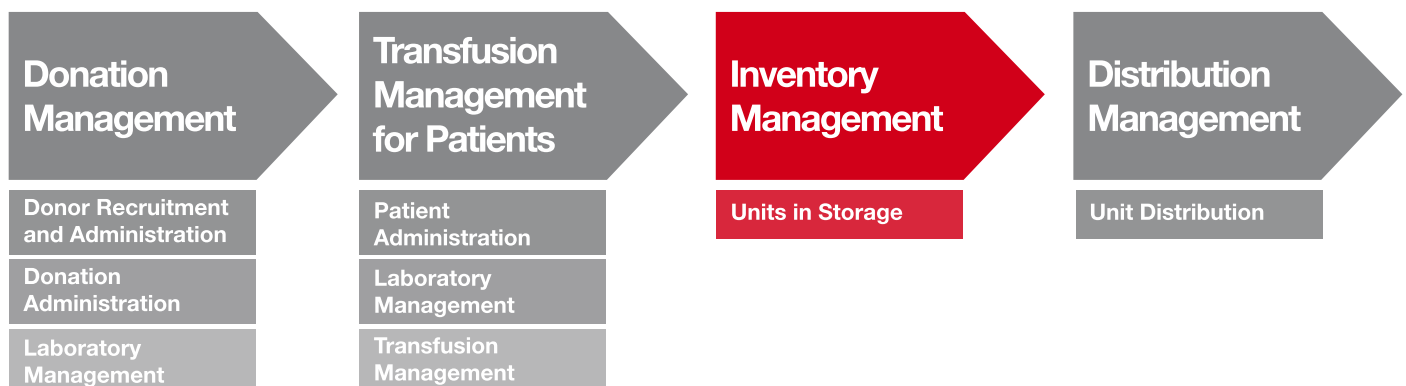 Donation
Management
Donor Recruitment
and Administration
Donation
Administration
Laboratory
Management
Transfusion
Management
for Patients
Patient
Administration
Laboratory
Management
Transfusion
Management
Inventory
Management
Units in Storage
Distribution
Management
Unit Distribution